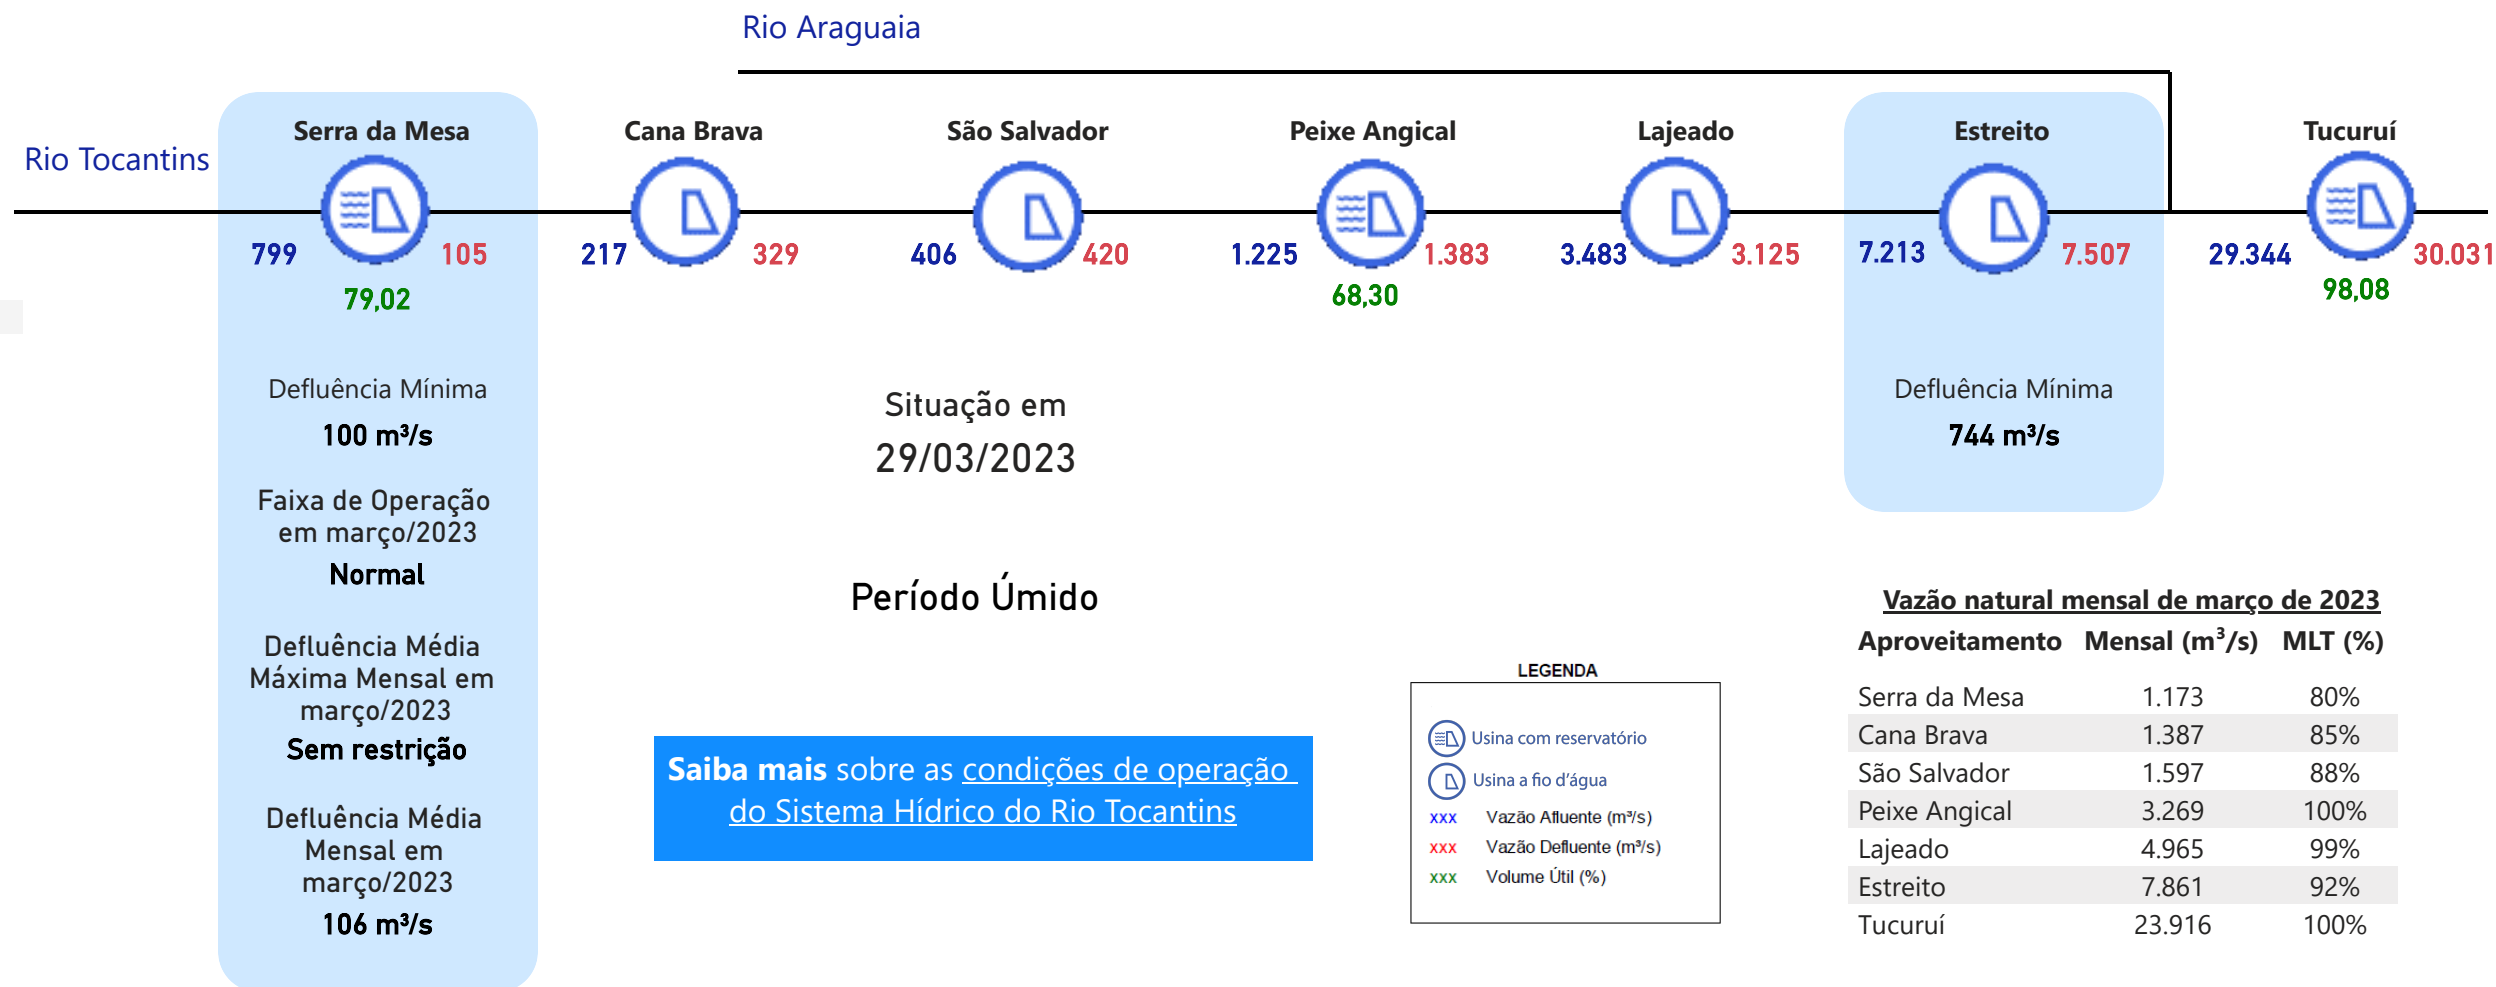 Rio Araguaia
Rio Tocantins
Serra da Mesa
799
105
79,02
Cana Brava
217
329
São Salvador
406
420
Peixe Angical
1.225
1.383
68,30
Lajeado
3.483
3.125
Estreito
7.213
7.507
Tucuruí
29.344
30.031
98,08
Defluência Mínima
100 m³/s
Faixa de Operação
em março/2023
Normal
Defluência Média
Máxima Mensal em
março/2023
Sem restrição
Defluência Média
Mensal em
março/2023
106 m³/s
Situação em
29/03/2023
Período Úmido
Saiba mais sobre as condições de operação
do Sistema Hídrico do Rio Tocantins
Defluência Mínima
744 m³/s
LEGENDA
Usina com reservatório
Usina a fio d'água
xxx Vazão Afluente (m³/s)
xxx Vazão Defluente (m³/s)
xxx Volume Útil (%)
Vazão natural mensal de março de 2023
Aproveitamento Mensal (m³/s) MLT (%)
Serra da Mesa 1.173 80%
Cana Brava 1.387 85%
São Salvador 1.597 88%
Peixe Angical 3.269 100%
Lajeado 4.965 99%
Estreito 7.861 92%
Tucuruí 23.916 100%